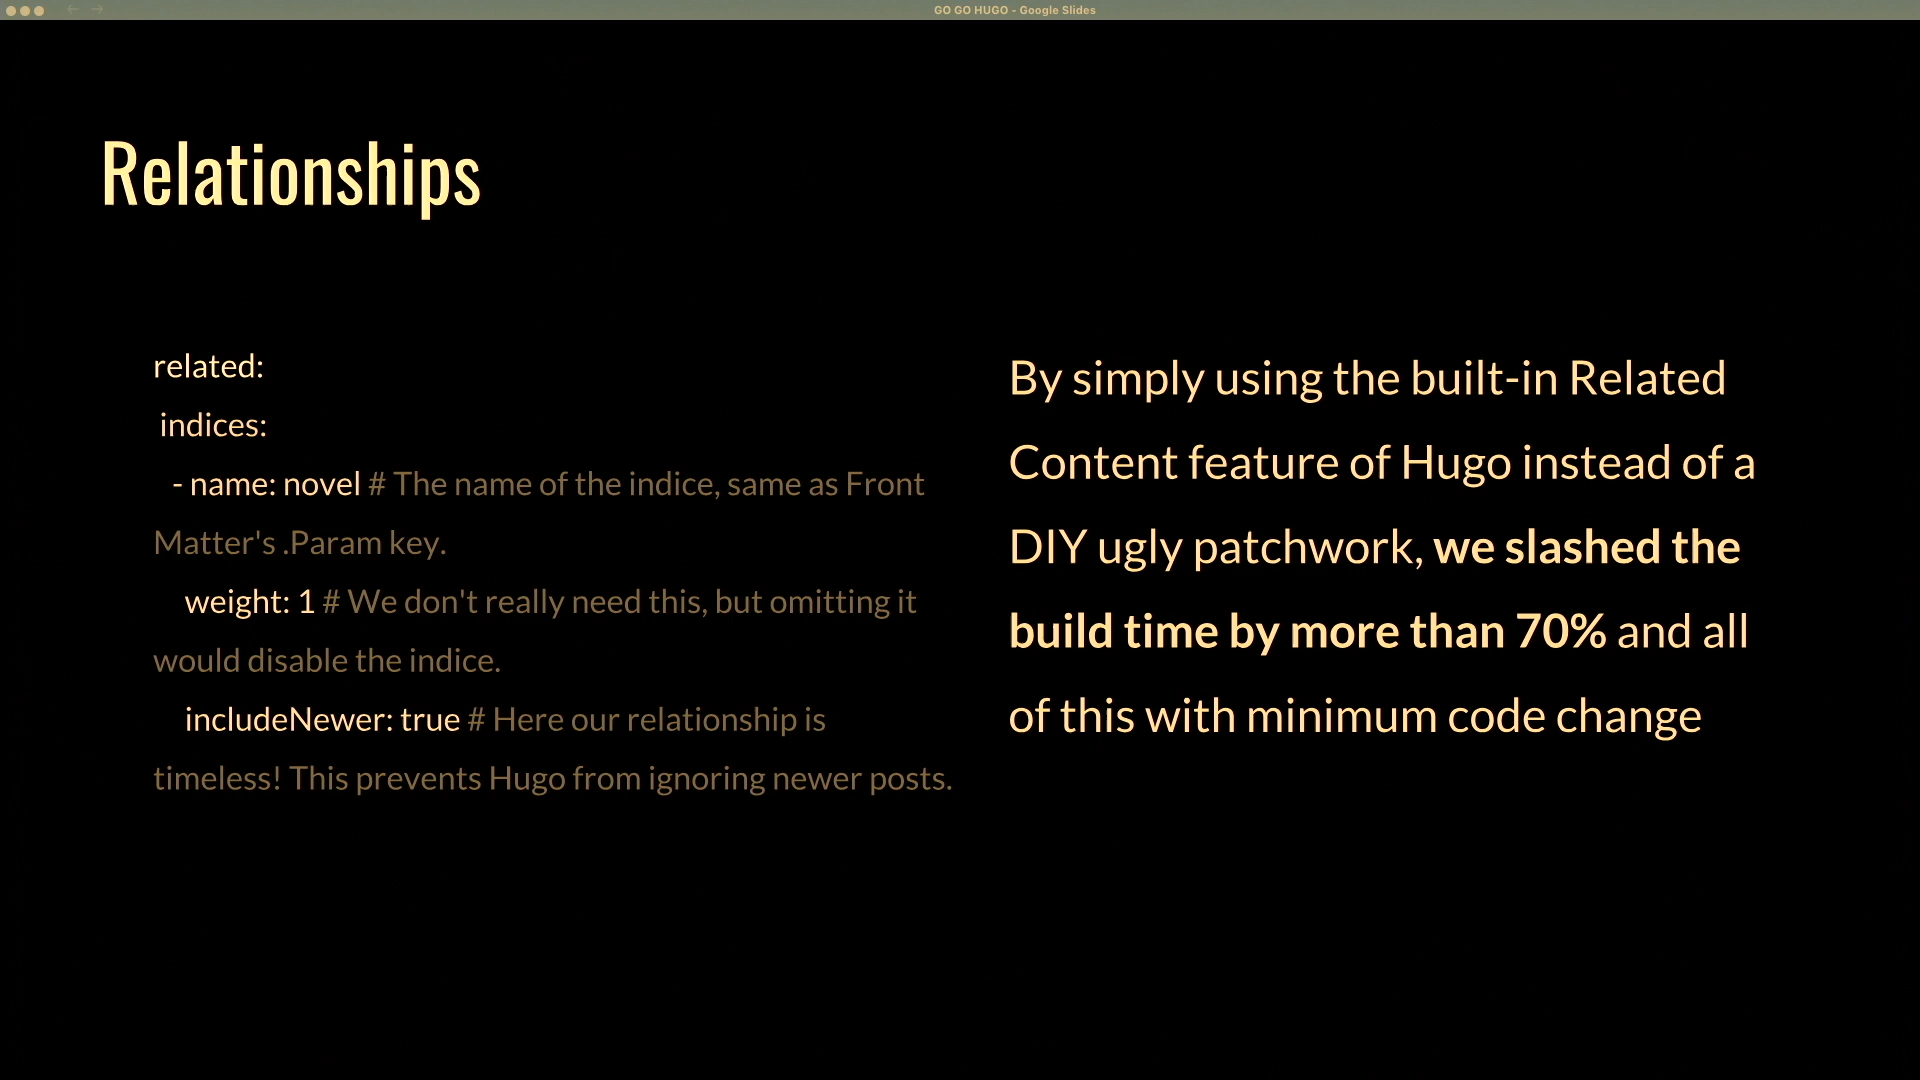 GO GO HUGO - Google Slides
Relationships
related:
indices:
- name: novel # The name of the indice, same as Front
Matter's .Param key.
weight: 1 # We don't really need this, but omitting it
would disable the indice.
includeNewer: true # Here our relationship is
timeless! This prevents Hugo from ignoring newer posts.
By simply using the built-in Related
Content feature of Hugo instead of a
DIY ugly patchwork, we slashed the
build time by more than 70% and all
of this with minimum code change